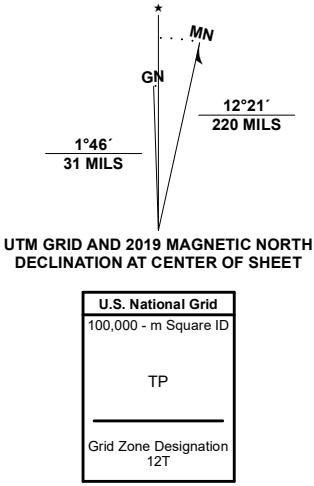 ★
MN
GN
12°21´
220 MILS
1°46´
31 MILS
UTM GRID AND 2019 MAGNETIC NORTH
DECLINATION AT CENTER OF SHEET
U.S. National Grid
100,000 - m Square ID
TP
Grid Zone Designation
12T